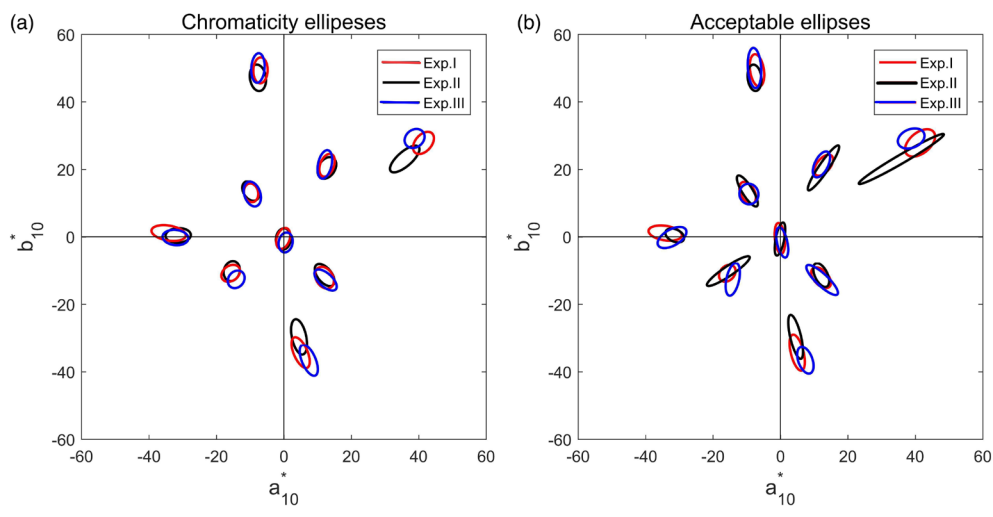 (a) Chromaticity ellipeses
60
40
20
0
-20
-40
-60
-60 -40 -20 0 20 40 60
b*10
a*10
Exp.I
Exp.II
Exp.III
(b) Acceptable ellipses
60
40
20
0
-20
-40
-60
-60 -40 -20 0 20 40 60
b*10
a*10
Exp.I
Exp.II
Exp.III